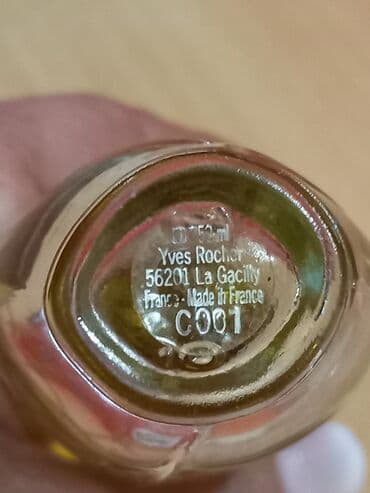 50 ml
Yves Rocher
56201 La Gacilly
France - Made in France
C001